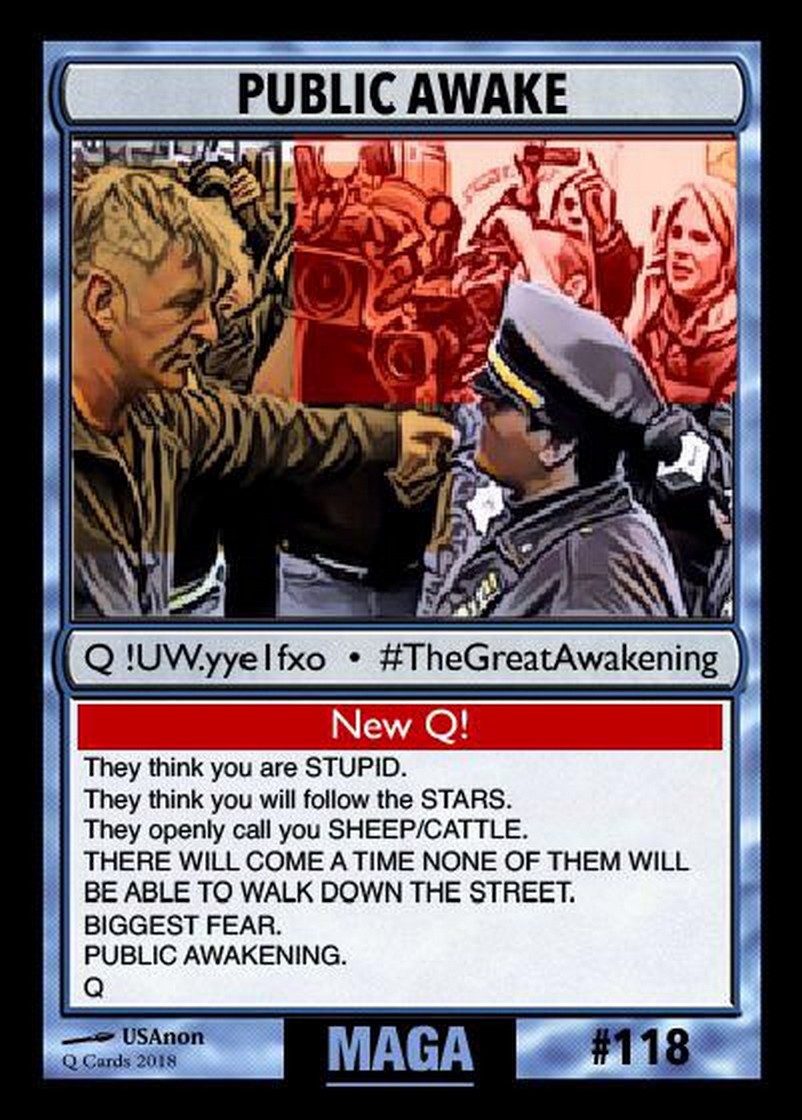 PUBLIC AWAKE
Q !UW.yye1fxo • #TheGreatAwakening
New Q!
They think you are STUPID.
They think you will follow the STARS.
They openly call you SHEEP/CATTLE.
THERE WILL COME A TIME NONE OF THEM WILL
BE ABLE TO WALK DOWN THE STREET.
BIGGEST FEAR.
PUBLIC AWAKENING.
Q
USAnon
Q Cards 2018
MAGA
#118